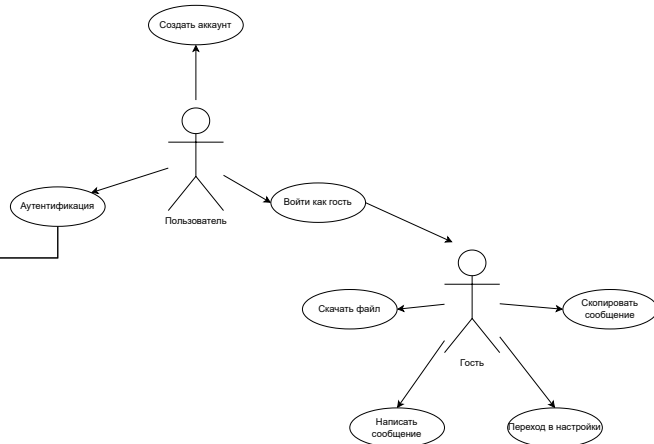 Создать аккаунт
Аутентификация
Войти как гость
Пользователь
Скачать файл
Скопировать
сообщение
Гость
Написать
сообщение
Переход в настройки